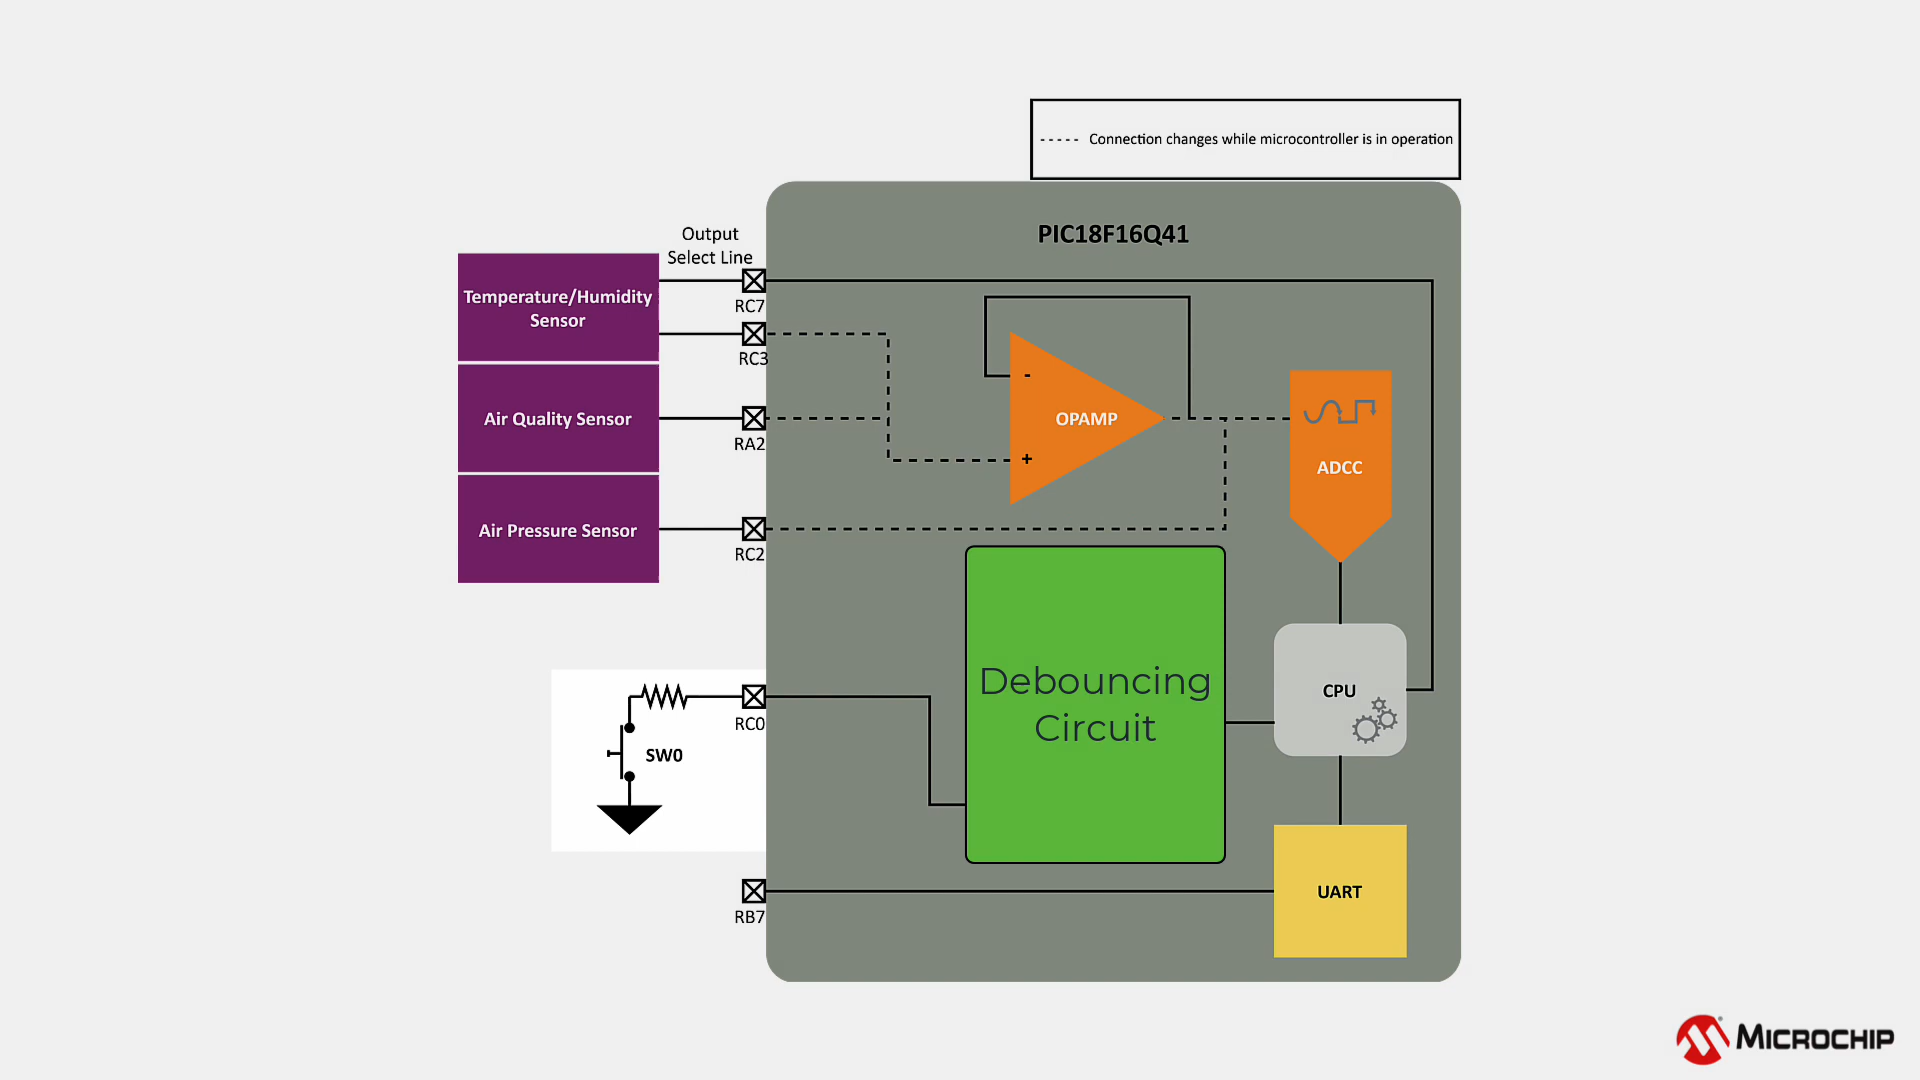 ----- Connection changes while microcontroller is in operation
PIC18F16Q41
Output
Select Line
Temperature/Humidity
Sensor
RC7
RC3
Air Quality Sensor
RA2
Air Pressure Sensor
RC2
-
OPAMP
+
ADCC
Debouncing
Circuit
CPU
RC0
SW0
RB7
UART
MICROCHIP